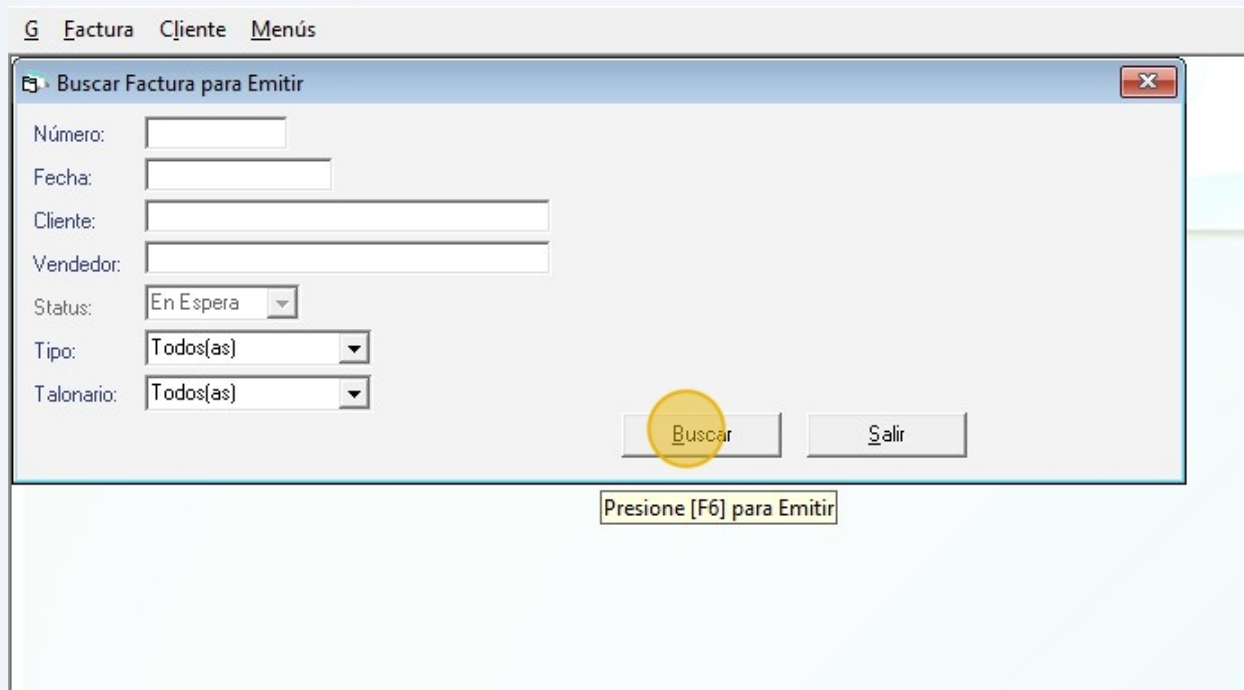 G Factura Cliente Menús
Buscar Factura para Emitir
Número:
Fecha:
Cliente:
Vendedor:
Status: En Espera
Tipo: Todos(as)
Talonario: Todos(as)
Buscar Salir
Presione [F6] para Emitir